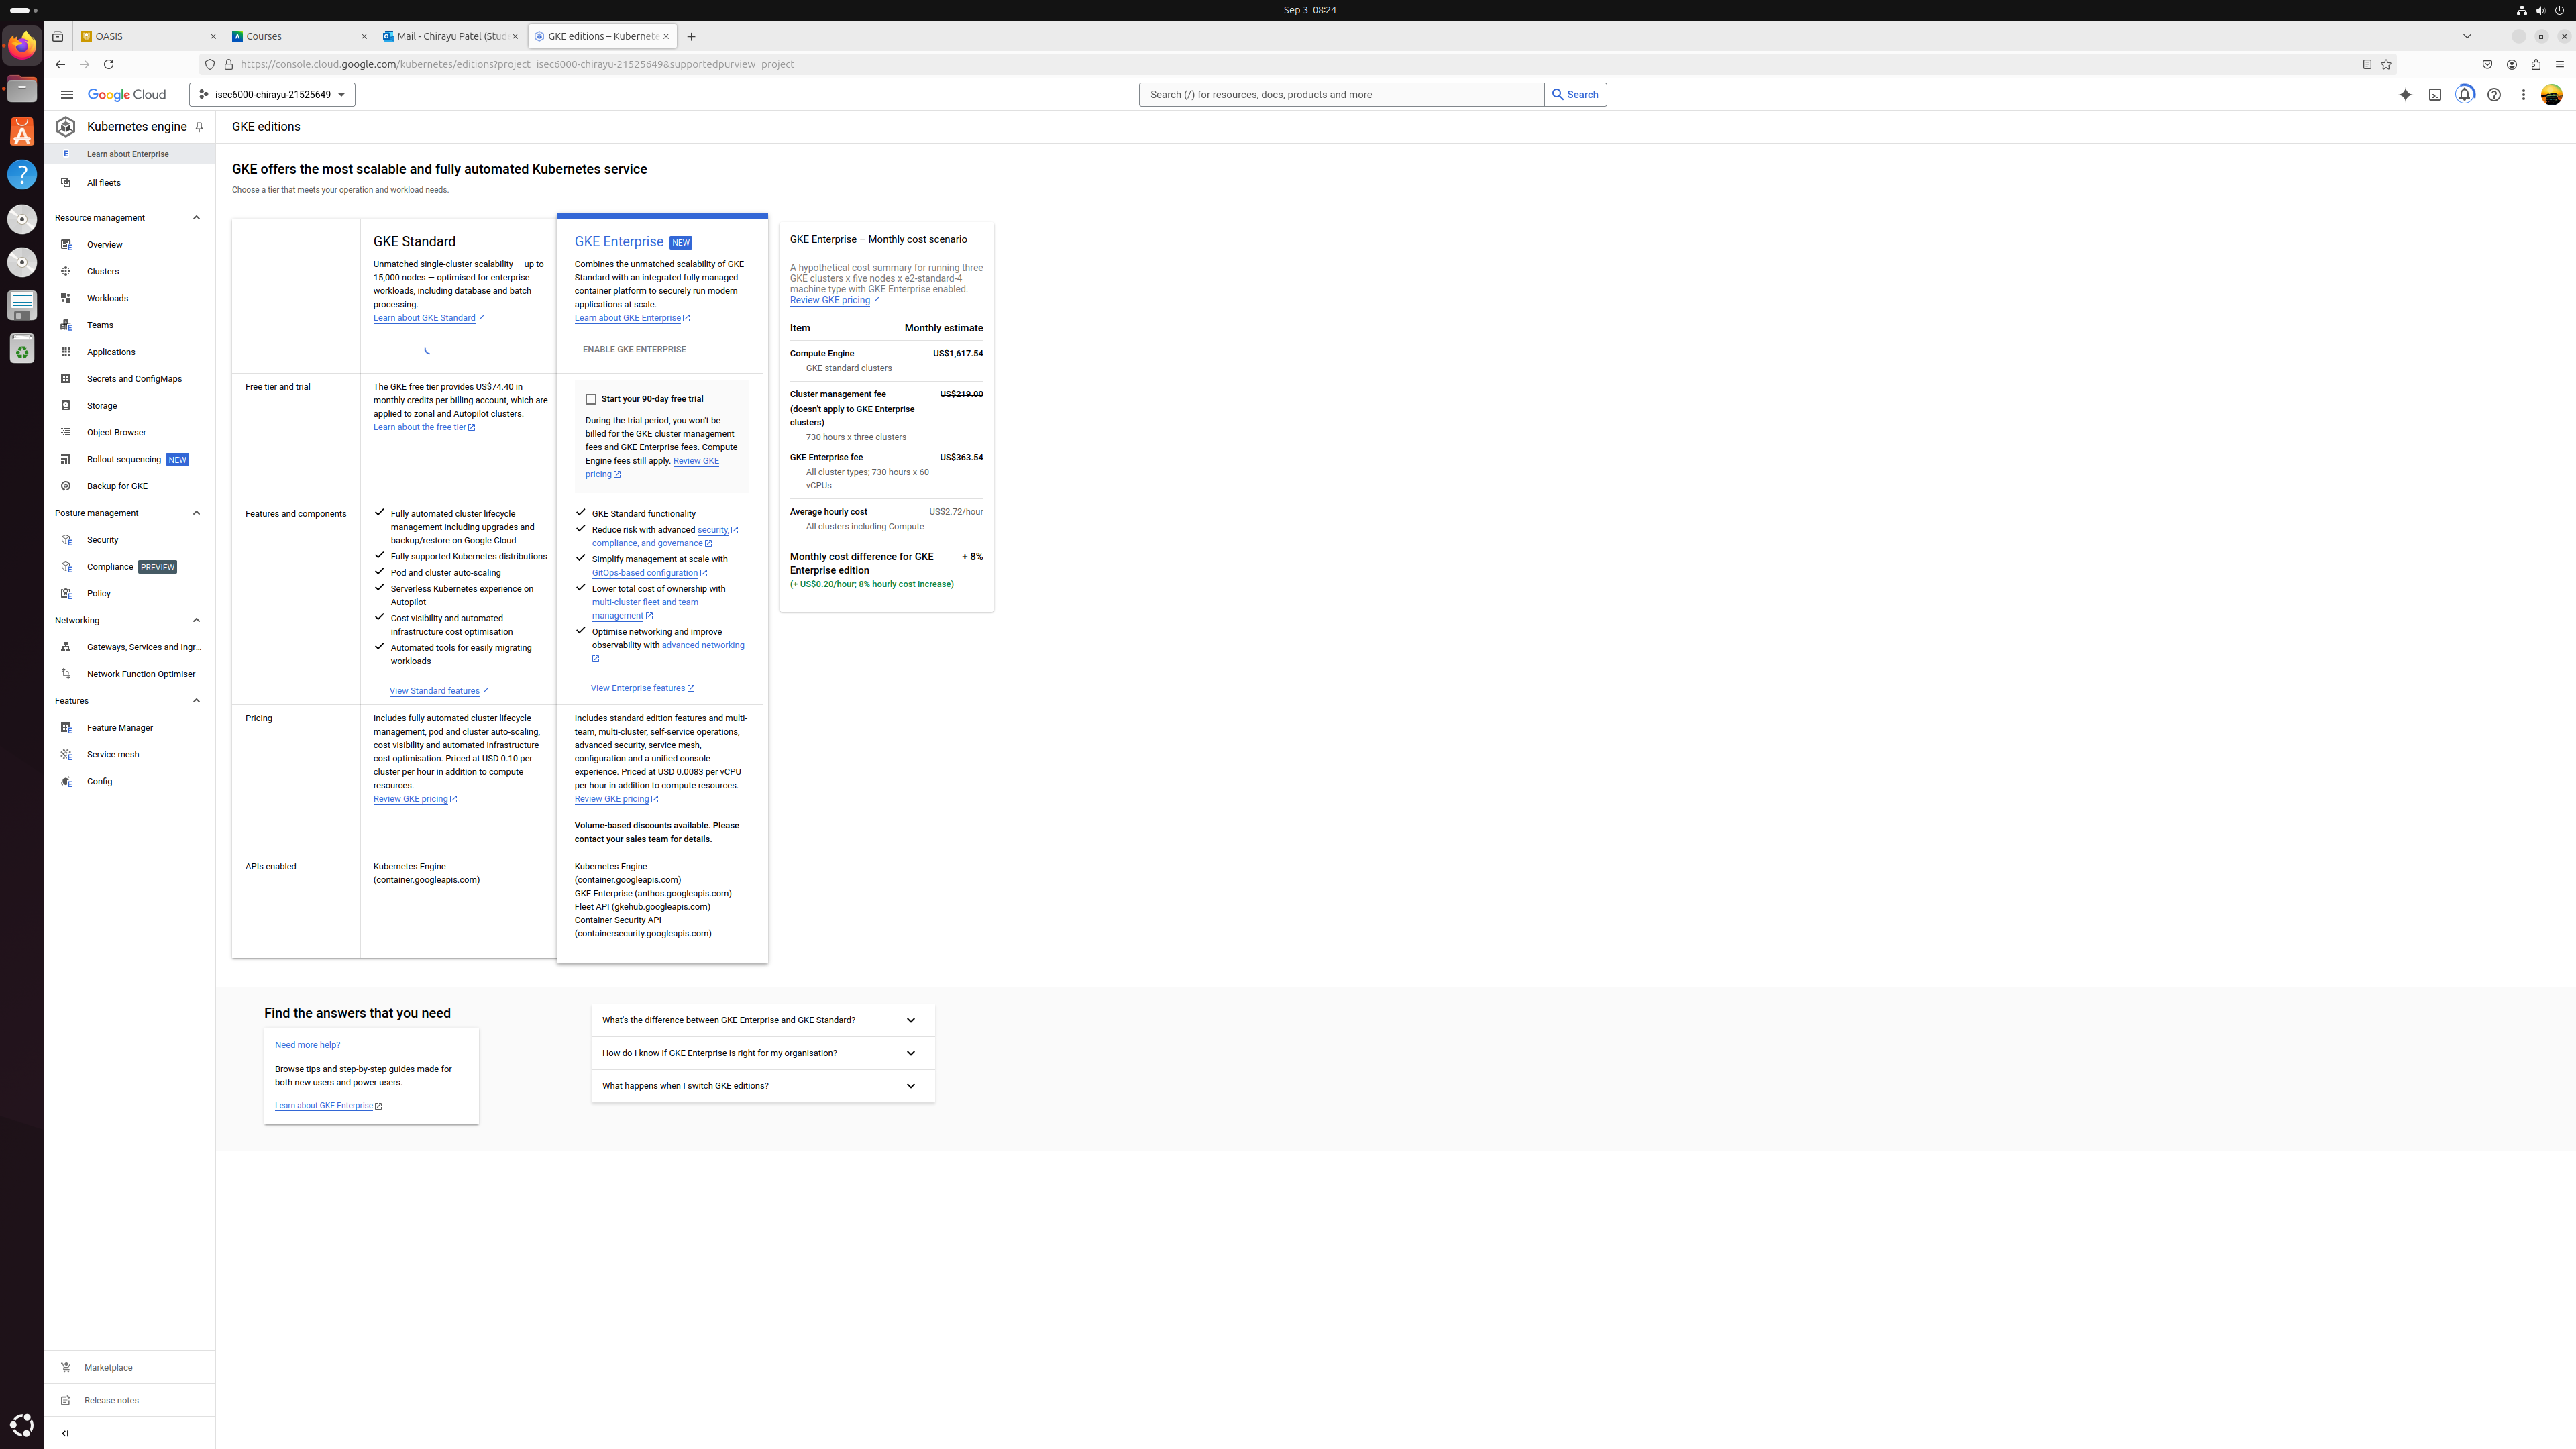 Sep 3 08:24
OASIS
Courses
Mail - Chirayu Patel (Stud
GKE editions – Kubernete
https://console.cloud.google.com/kubernetes/editions?project=isec6000-chirayu-21525649&supportedpurview=project
Google Cloud
isec6000-chirayu-21525649
Search (/) for resources, docs, products and more
Search
Kubernetes engine
Learn about Enterprise
All fleets
Resource management
Overview
Clusters
Workloads
Teams
Applications
Secrets and ConfigMaps
Storage
Object Browser
Rollout sequencing NEW
Backup for GKE
Posture management
Security
Compliance PREVIEW
Policy
Networking
Gateways, Services and Ingr...
Network Function Optimiser
Features
Feature Manager
Service mesh
Config
Marketplace
Release notes
GKE editions
GKE offers the most scalable and fully automated Kubernetes service
Choose a tier that meets your operation and workload needs.
GKE Standard
Unmatched single-cluster scalability — up to
15,000 nodes — optimised for enterprise
workloads, including database and batch
processing.
Learn about GKE Standard
GKE Enterprise NEW
Combines the unmatched scalability of GKE
Standard with an integrated fully managed
container platform to securely run modern
applications at scale.
Learn about GKE Enterprise
ENABLE GKE ENTERPRISE
Free tier and trial
The GKE free tier provides US$74.40 in
monthly credits per billing account, which are
applied to zonal and Autopilot clusters.
Learn about the free tier
Start your 90-day free trial
During the trial period, you won't be
billed for the GKE cluster management
fees and GKE Enterprise fees. Compute
Engine fees still apply. Review GKE
pricing
Features and components
Fully automated cluster lifecycle
management including upgrades and
backup/restore on Google Cloud
Fully supported Kubernetes distributions
Pod and cluster auto-scaling
Serverless Kubernetes experience on
Autopilot
Cost visibility and automated
infrastructure cost optimisation
Automated tools for easily migrating
workloads
View Standard features
GKE Standard functionality
Reduce risk with advanced security,
compliance, and governance
Simplify management at scale with
GitOps-based configuration
Lower total cost of ownership with
multi-cluster fleet and team
management
Optimise networking and improve
observability with advanced networking
View Enterprise features
Pricing
Includes fully automated cluster lifecycle
management, pod and cluster auto-scaling,
cost visibility and automated infrastructure
cost optimisation. Priced at USD 0.10 per
cluster per hour in addition to compute
resources.
Review GKE pricing
Includes standard edition features and multi-
team, multi-cluster, self-service operations,
advanced security, service mesh,
configuration and a unified console
experience. Priced at USD 0.0083 per vCPU
per hour in addition to compute resources.
Review GKE pricing
Volume-based discounts available. Please
contact your sales team for details.
APIs enabled
Kubernetes Engine
(container.googleapis.com)
Kubernetes Engine
(container.googleapis.com)
GKE Enterprise (anthos.googleapis.com)
Fleet API (gkehub.googleapis.com)
Container Security API
(containersecurity.googleapis.com)
GKE Enterprise – Monthly cost scenario
A hypothetical cost summary for running three
GKE clusters x five nodes x e2-standard-4
machine type with GKE Enterprise enabled.
Review GKE pricing
Item Monthly estimate
Compute Engine US$1,617.54
GKE standard clusters
Cluster management fee US$219.00
(doesn't apply to GKE Enterprise
clusters)
730 hours x three clusters
GKE Enterprise fee US$363.54
All cluster types; 730 hours x 60
vCPUs
Average hourly cost US$2.72/hour
All clusters including Compute
Monthly cost difference for GKE + 8%
Enterprise edition
(+ US$0.20/hour; 8% hourly cost increase)
Find the answers that you need
Need more help?
Browse tips and step-by-step guides made for
both new users and power users.
Learn about GKE Enterprise
What's the difference between GKE Enterprise and GKE Standard?
How do I know if GKE Enterprise is right for my organisation?
What happens when I switch GKE editions?